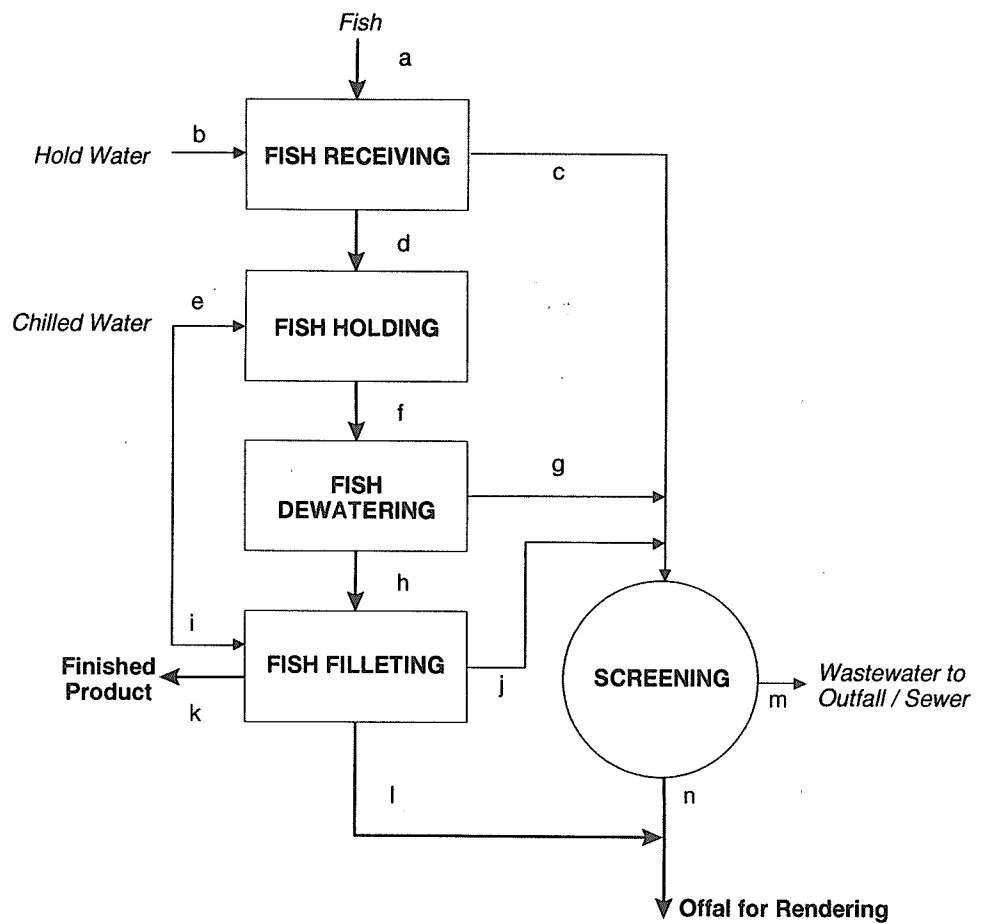 Fish
a
b
Hold Water
FISH RECEIVING
c
d
e
Chilled Water
FISH HOLDING
f
g
FISH
DEWATERING
h
i
FISH FILLETING
j
Finished
Product
k
SCREENING
Wastewater to
Outfall / Sewer
m
l
n
Offal for Rendering